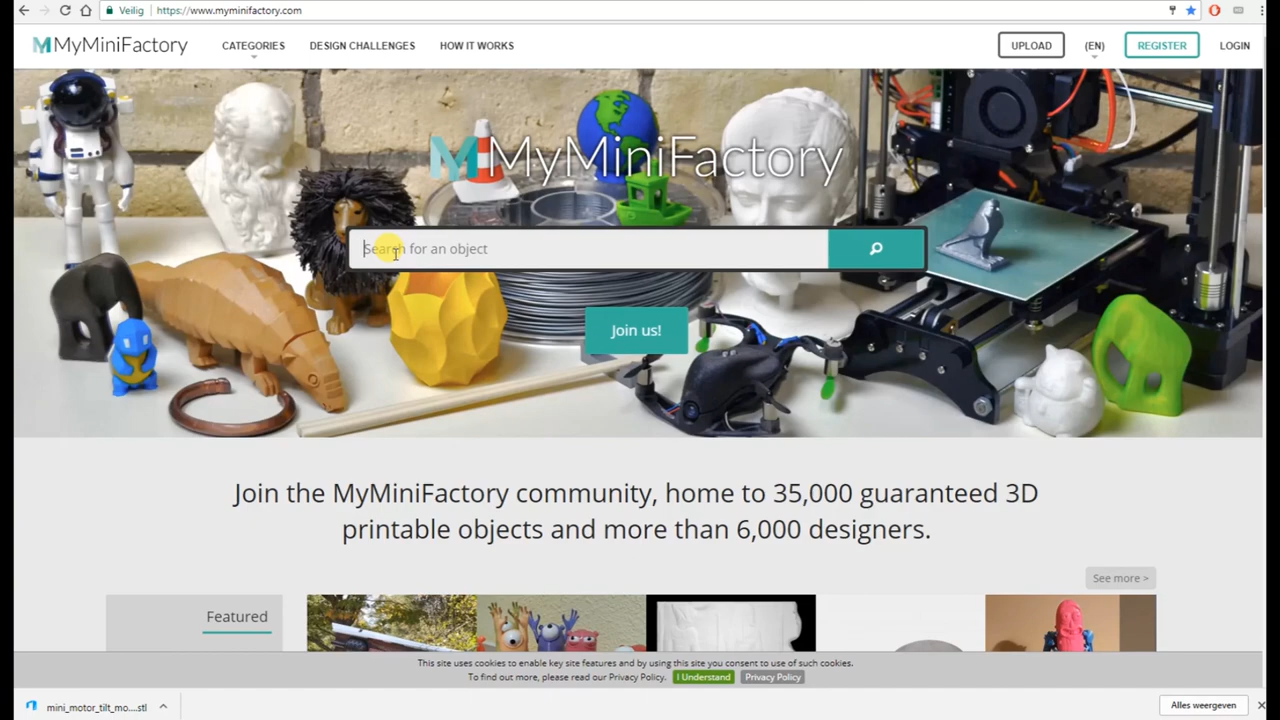 Veilig https://www.myminifactory.com
MyMiniFactory CATEGORIES DESIGN CHALLENGES HOW IT WORKS UPLOAD (EN) REGISTER LOGIN
MyMiniFactory
Search for an object
Join us!
Join the MyMiniFactory community, home to 35,000 guaranteed 3D
printable objects and more than 6,000 designers.
See more >
Featured
This site uses cookies to enable key site features and by using this site you consent to use of such cookies.
To find out more, please read our Privacy Policy. I Understand Privacy Policy
mini_motor_tilt_mo....stl Alles weergeven